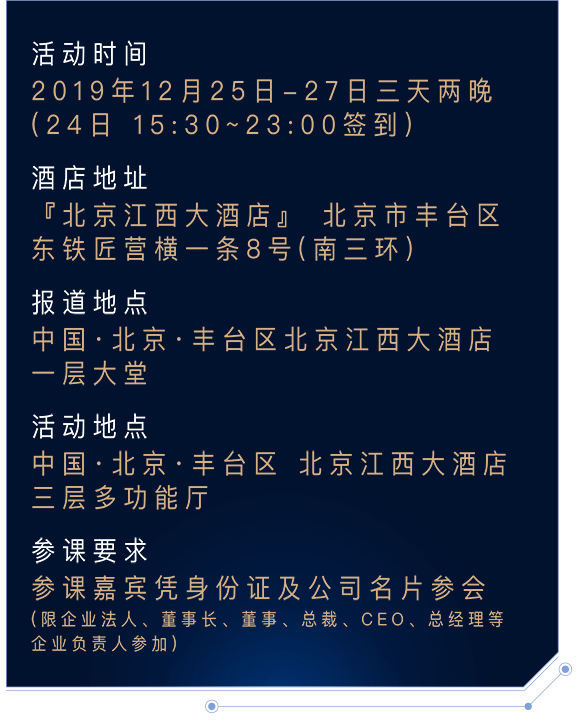 活动时间
2019年12月25日–27日三天两晚
(24日 15:30~23:00签到)
酒店地址
『北京江西大酒店』 北京市丰台区
东铁匠营横一条8号(南三环)
报道地点
中国·北京·丰台区北京江西大酒店
一层大堂
活动地点
中国·北京·丰台区 北京江西大酒店
三层多功能厅
参课要求
参课嘉宾凭身份证及公司名片参会
(限企业法人、董事长、董事、总裁、CEO、总经理等
企业负责人参加)